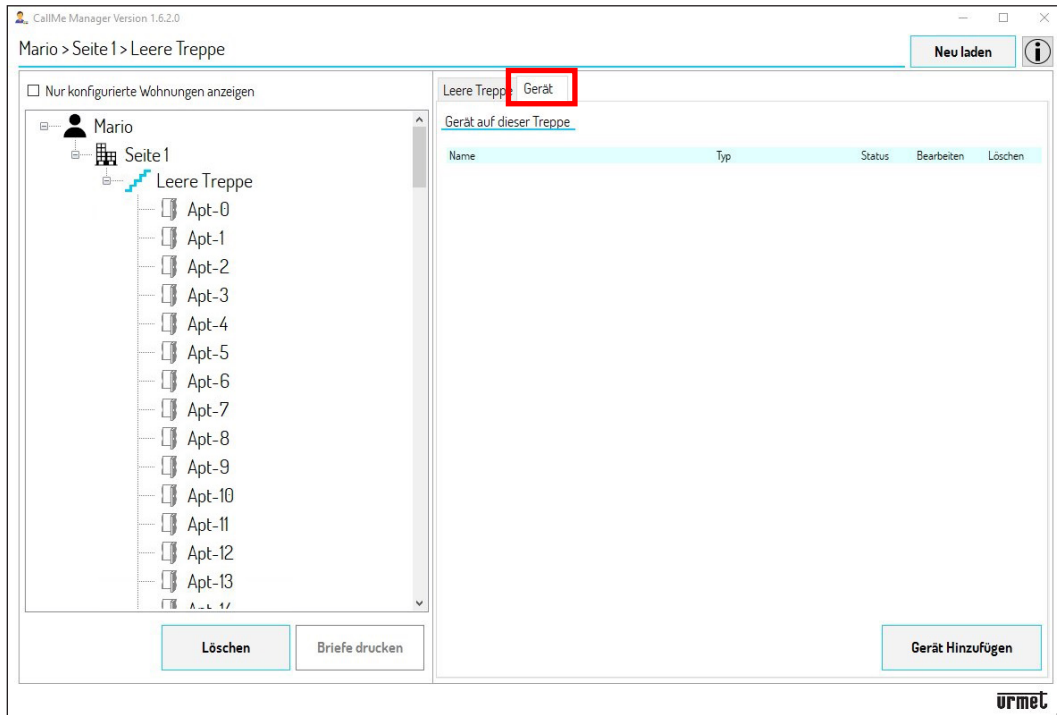 CallMe Manager Version 1.6.2.0
Mario > Seite 1 > Leere Treppe
Neu laden
Nur konfigurierte Wohnungen anzeigen
Mario
Seite 1
Leere Treppe
Apt-0
Apt-1
Apt-2
Apt-3
Apt-4
Apt-5
Apt-6
Apt-7
Apt-8
Apt-9
Apt-10
Apt-11
Apt-12
Apt-13
Löschen
Briefe drucken
Leere Treppe Gerät
Gerät auf dieser Treppe
Name Typ Status Bearbeiten Löschen
Gerät Hinzufügen
urmet